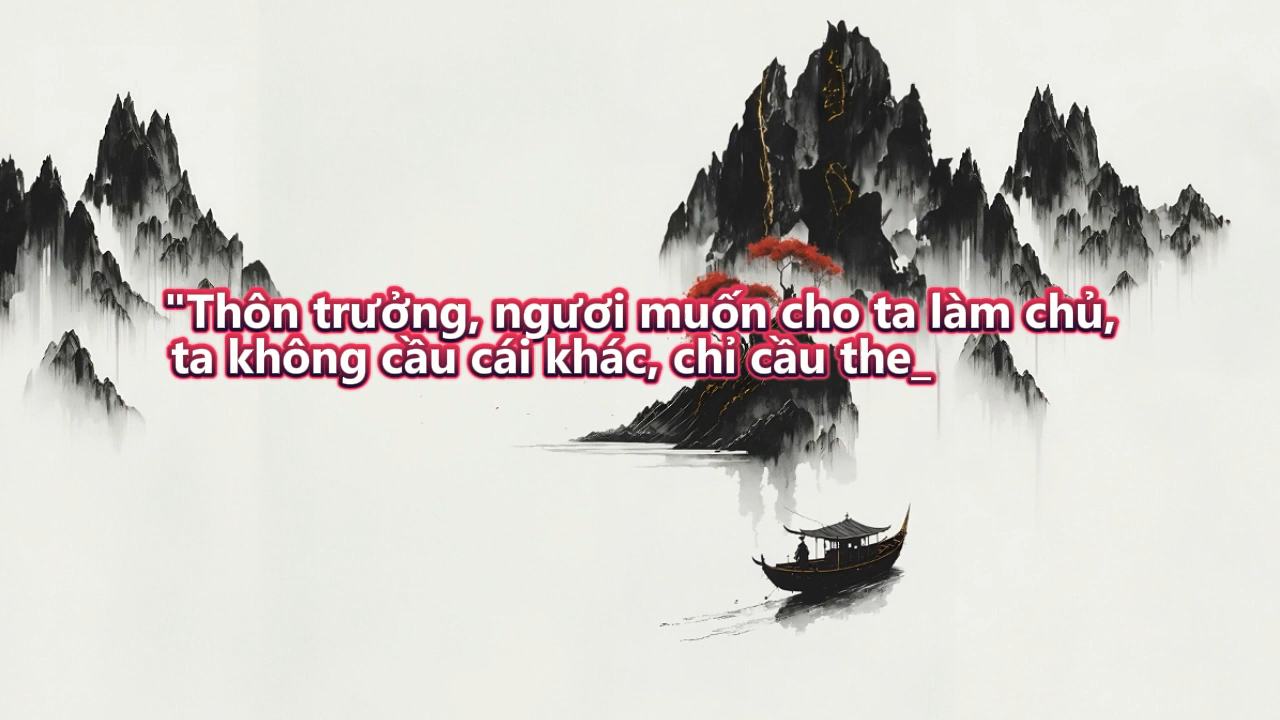 "Thôn trưởng, ngươi muốn cho ta làm chủ,
ta không cầu cái khác, chỉ cầu the_